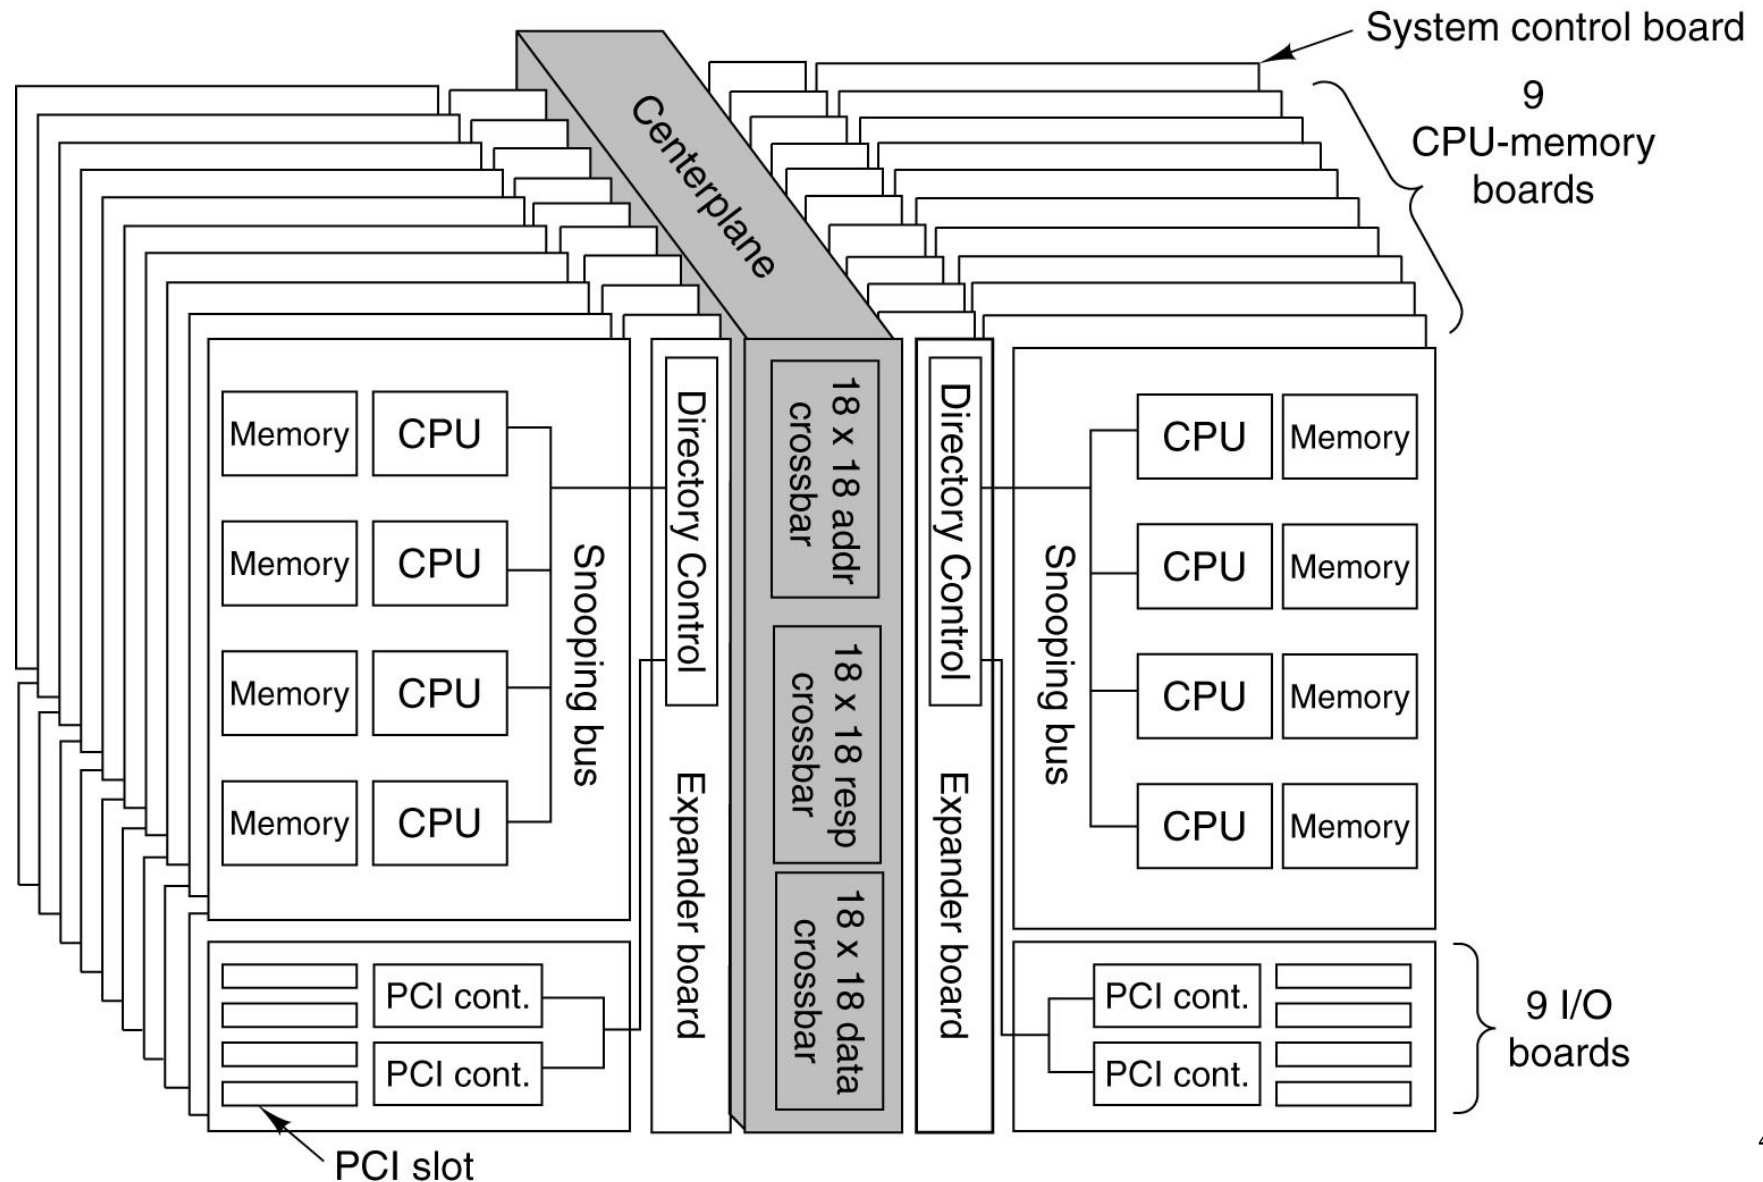 System control board
9
CPU-memory
boards
Centerplane
Memory
CPU
Memory
CPU
Memory
CPU
Memory
CPU
Snooping bus
Directory Control
Expander board
18 x 18 addr
crossbar
18 x 18 resp
crossbar
18 x 18 data
crossbar
Directory Control
Expander board
Snooping bus
CPU
Memory
CPU
Memory
CPU
Memory
CPU
Memory
PCI cont.
PCI cont.
PCI cont.
PCI cont.
9 I/O
boards
PCI slot